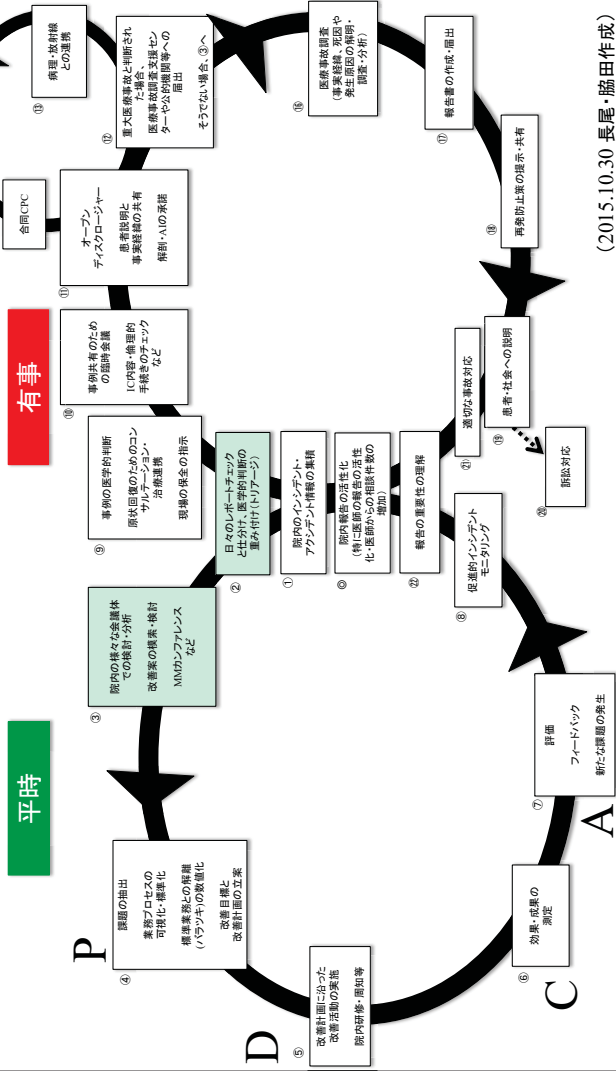 平時
有事
P
D
C
A
◎
院内報告の活性化
(特に医師の報告の活性
化・医師からの相談件数の
増加)
①
院内のインシデント・
アクシデント情報の集積
②
日々のレポートチェック
と仕分け、医学的判断の
重み付け(トリアージ)
③
院内の様々な会議体
での検討・分析
改善案の模索・検討
MMカンファレンス
など
④
課題の抽出
業務プロセスの
可視化・標準化
標準業務との解離
(バラツキ)の数値化
改善目標と
改善計画の立案
⑤
改善計画に沿った
改善活動の実施
院内研修・周知等
⑥
効果・成果の
測定
⑦
評価
フィードバック
新たな課題の発生
⑧
促進的インシデント
モニタリング
⑨
事例の医学的判断
原状回復のためのコン
サルテーション・
治療連携
現場の保全の指示
⑩
事例共有のため
の臨時会議
IC内容・倫理的
手続きのチェック
など
⑪
オープン
ディスクロージャー
患者説明と
事実経緯の共有
解剖・AIの承諾
合同CPC
⑫
重大医療事故と判断され
た場合、
医療事故調査支援セン
ターや公的機関等への
届出
そうでない場合、③へ
⑬
病理・放射線
との連携
⑯
医療事故調査
(事実経緯、死因や
発生原因の解明・
調査・分析)
⑰
報告書の作成・届出
⑱
再発防止策の提示・共有
⑲
患者・社会への説明
⑳
訴訟対応
㉑
適切な事故対応
㉒
報告の重要性の理解
(2015.10.30 長尾・脇田作成)